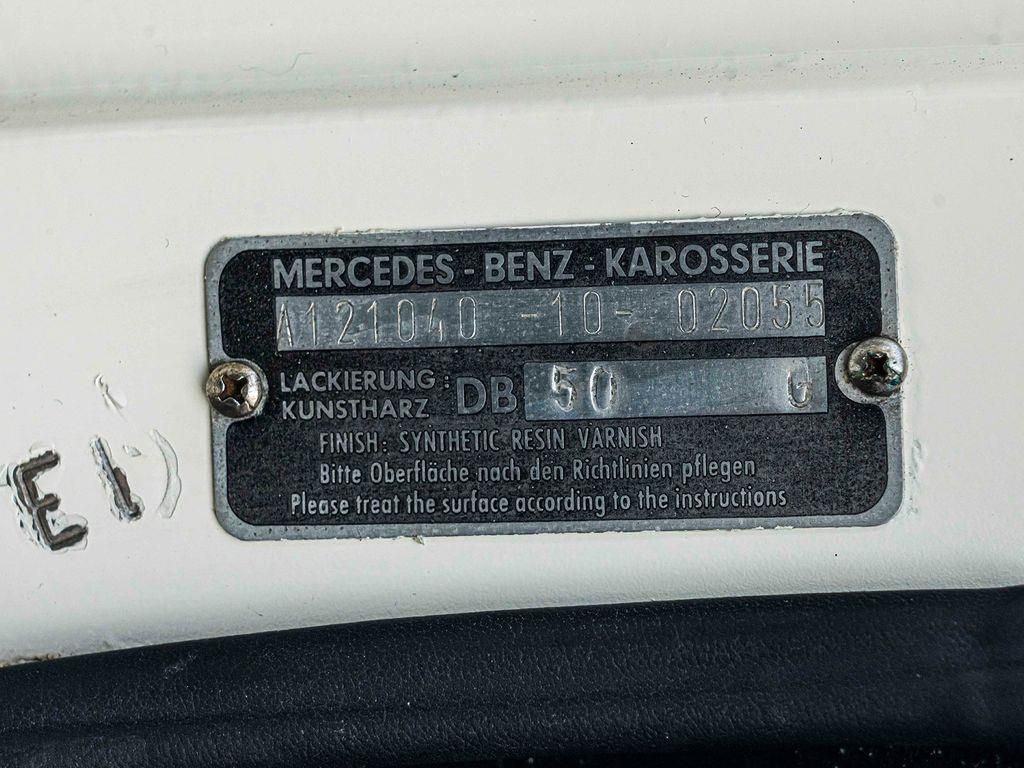 MERCEDES - BENZ - KAROSSERIE
A121040 -10- 02055
LACKIERUNG : DB 50 G
KUNSTHARZ
FINISH: SYNTHETIC RESIN VARNISH
Bitte Oberfläche nach den Richtlinien pflegen
Please treat the surface according to the instructions